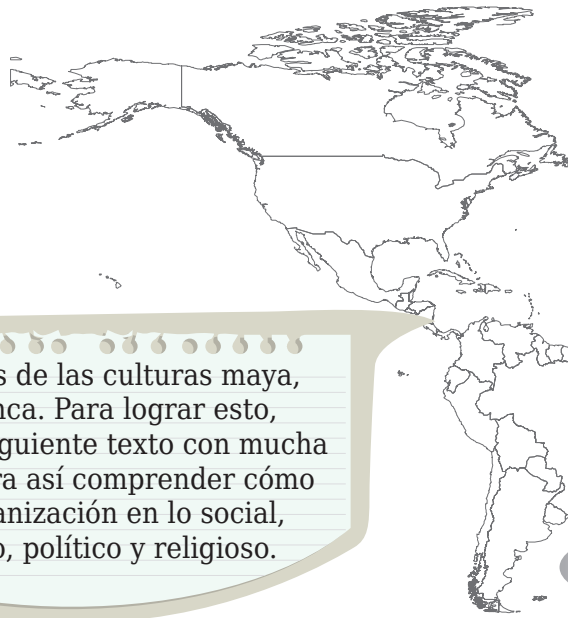 s de las culturas maya,
nca. Para lograr esto,
guiente texto con mucha
ra así comprender cómo
anización en lo social,
o, político y religioso.